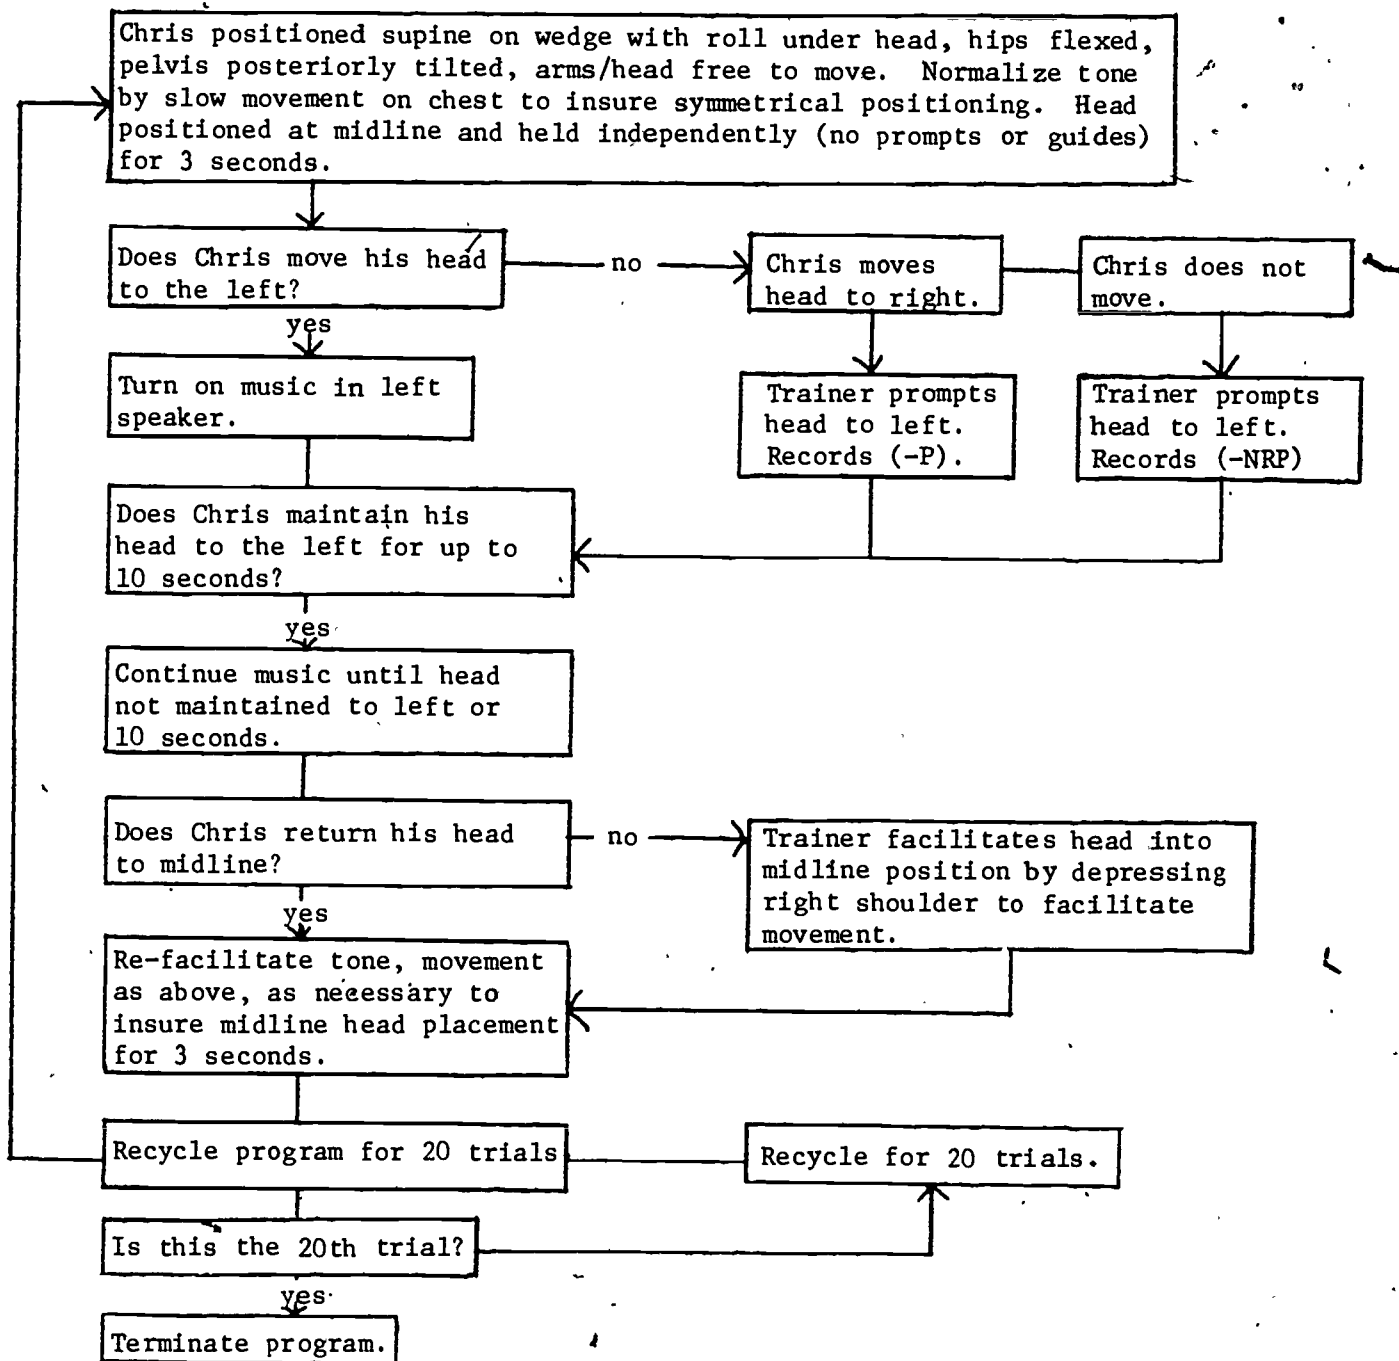 Chris positioned supine on wedge with roll under head, hips flexed,
pelvis posteriorly tilted, arms/head free to move. Normalize tone
by slow movement on chest to insure symmetrical positioning. Head
positioned at midline and held independently (no prompts or guides)
for 3 seconds.
Does Chris move his head
to the left?
no
Chris moves
head to right.
Chris does not
move.
yes
Turn on music in left
speaker.
Trainer prompts
head to left.
Records (-P).
Trainer prompts
head to left.
Records (-NRP)
Does Chris maintain his
head to the left for up to
10 seconds?
yes
Continue music until head
not maintained to left or
10 seconds.
Does Chris return his head
to midline?
no
Trainer facilitates head into
midline position by depressing
right shoulder to facilitate
movement.
yes
Re-facilitate tone, movement
as above, as necessary to
insure midline head placement
for 3 seconds.
Recycle program for 20 trials
Recycle for 20 trials.
Is this the 20th trial?
yes
Terminate program.